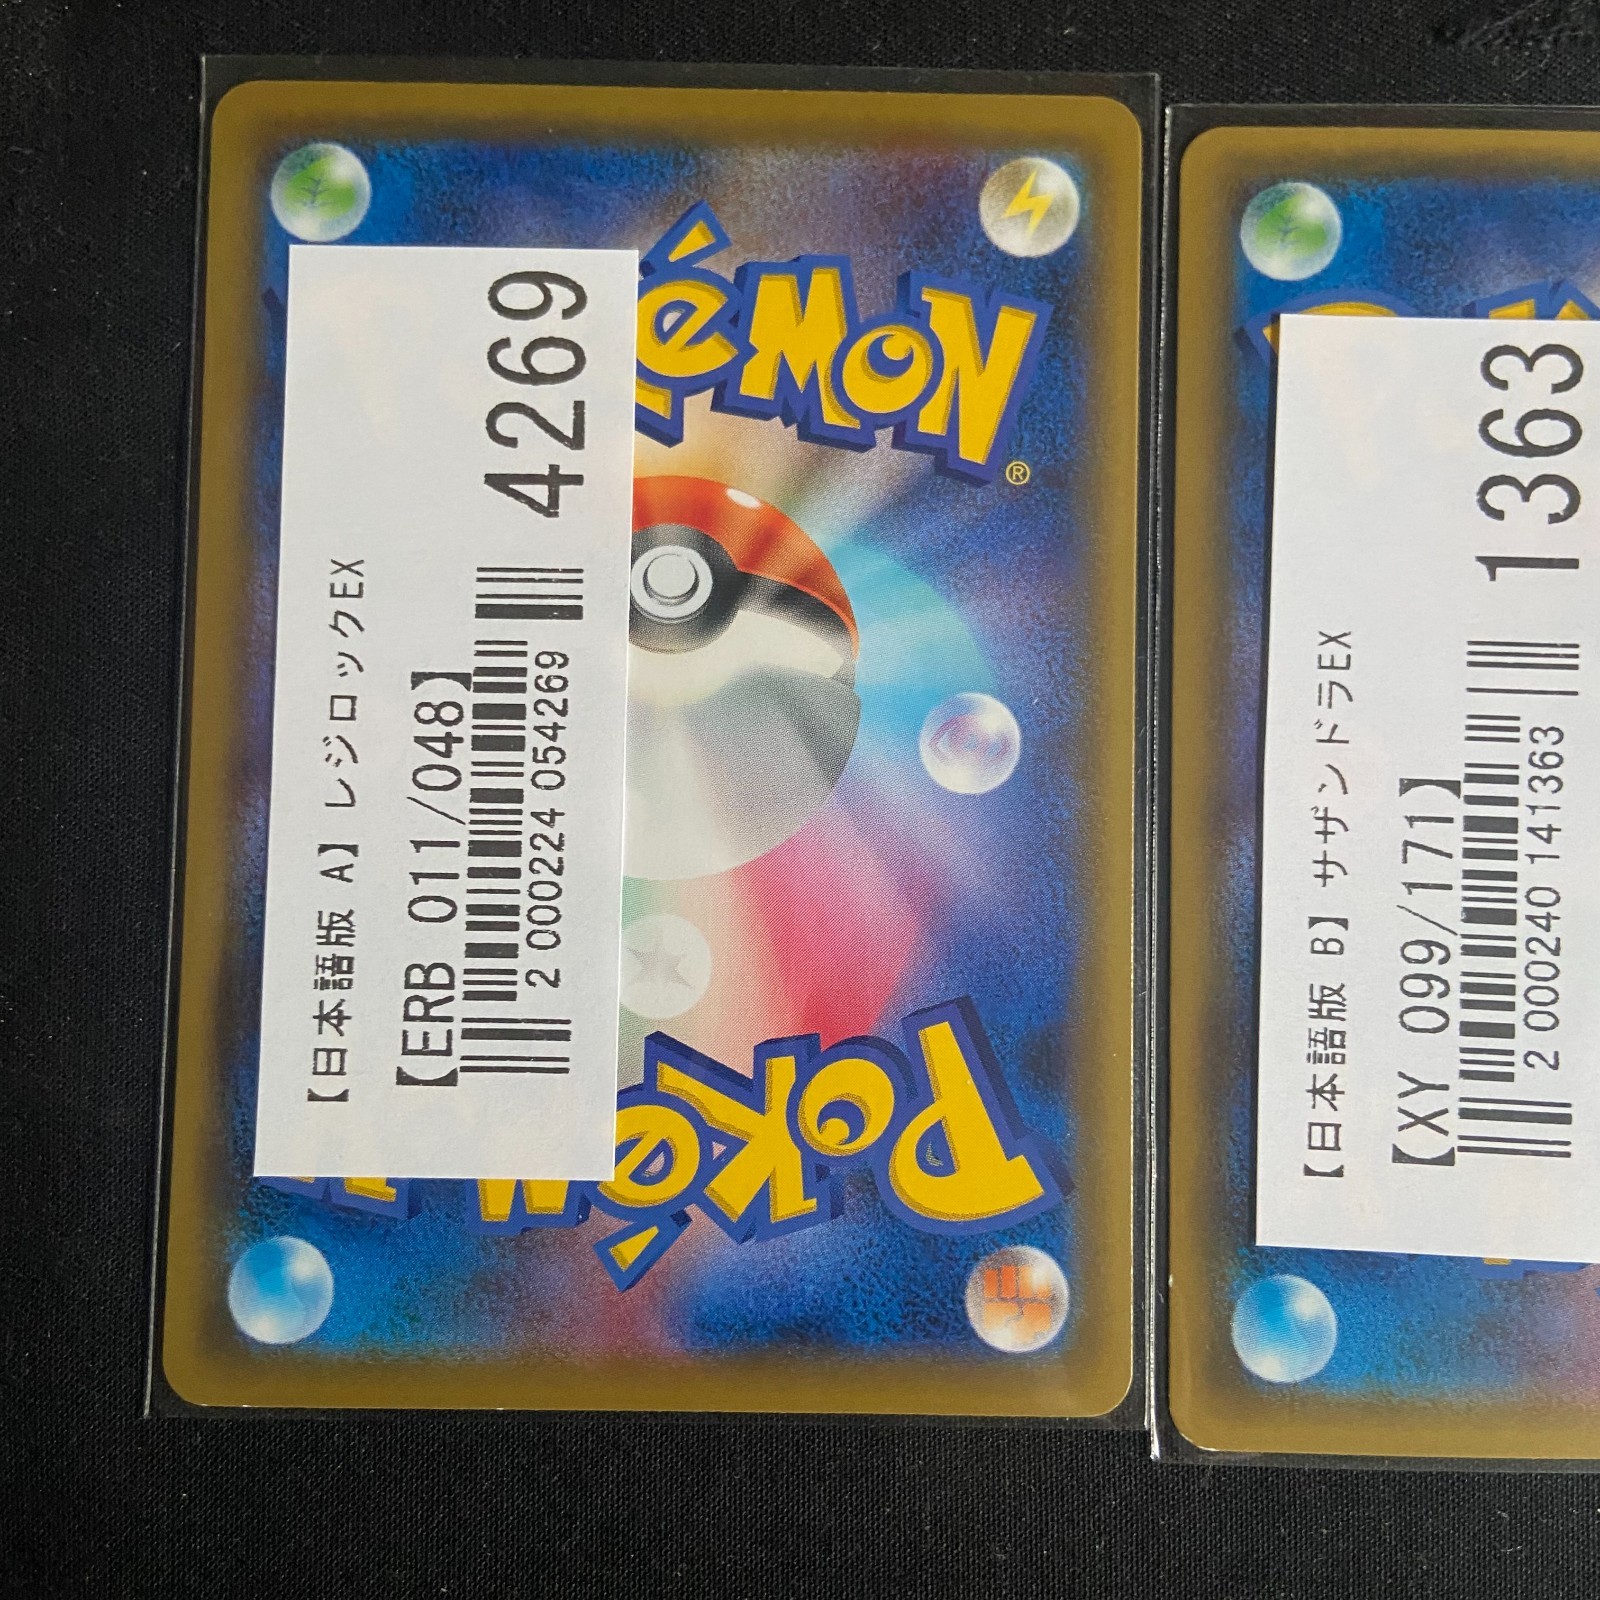 【日本語版 A】レジロックEX
【ERB 011/048】
2 000224 054269
4269
POKéMON
®
POKéMON
【日本語版 B】サザンドラEX
【XY 099/171】
2 000240 141363
1363